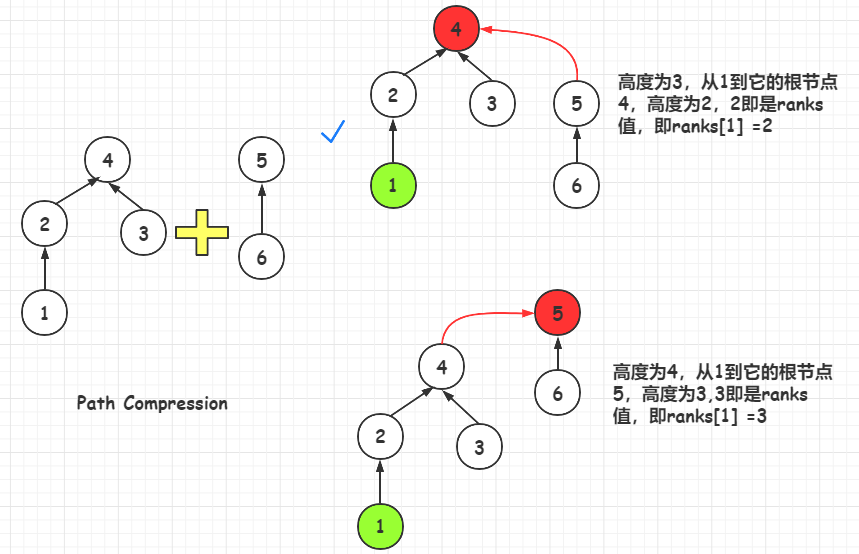 4
2
3
1
5
6
4
2
3
5
1
6
高度为3，从1到它的根节点
4，高度为2，2即是ranks
值，即ranks[1] =2
5
4
6
2
3
1
高度为4，从1到它的根节点
5，高度为3,3即是ranks
值，即ranks[1] =3
Path Compression